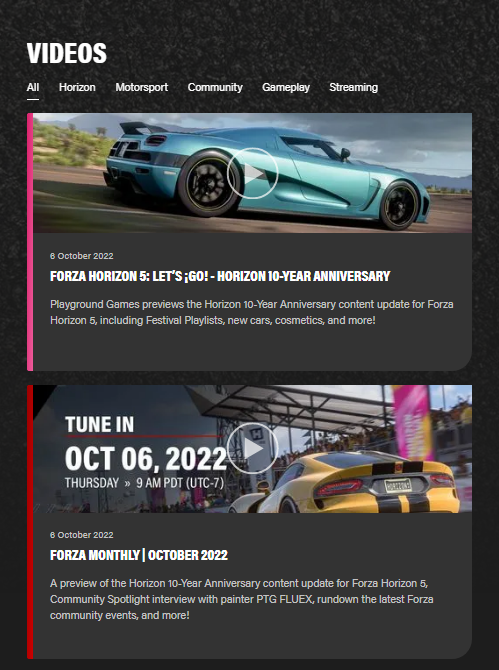 VIDEOS
All Horizon Motorsport Community Gameplay Streaming
6 October 2022
FORZA HORIZON 5: LET'S ¡GO! - HORIZON 10-YEAR ANNIVERSARY
Playground Games previews the Horizon 10-Year Anniversary content update for Forza
Horizon 5, including Festival Playlists, new cars, cosmetics, and more!
TUNE IN
OCT 06, 2022
THURSDAY » 9 AM PDT (UTC-7)
6 October 2022
FORZA MONTHLY | OCTOBER 2022
A preview of the Horizon 10-Year Anniversary content update for Forza Horizon 5,
Community Spotlight interview with painter PTG FLUEX, rundown the latest Forza
community events, and more!